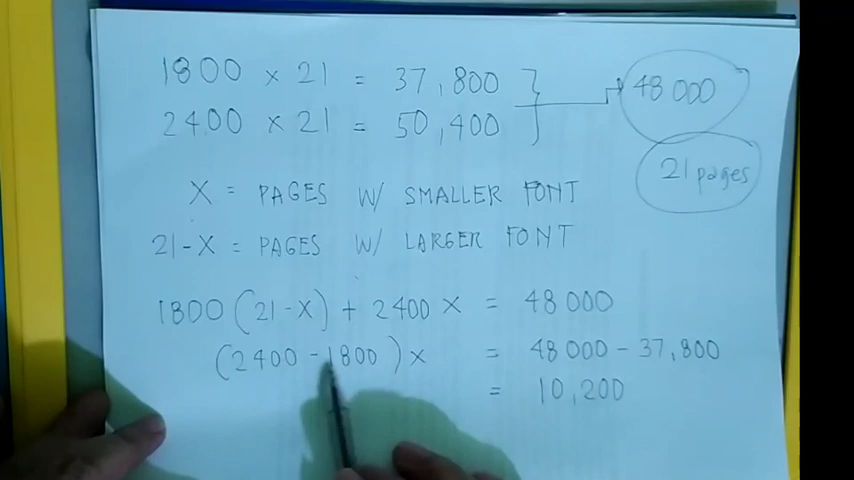 1800 x 21 = 37,800
48 000
2400 x 21 = 50,400
21 pages
X = PAGES W/ SMALLER FONT
21-X = PAGES W/ LARGER FONT
1800 (21-X) + 2400 X = 48 000
(2400 - 1800) X = 48 000 - 37,800
= 10,200